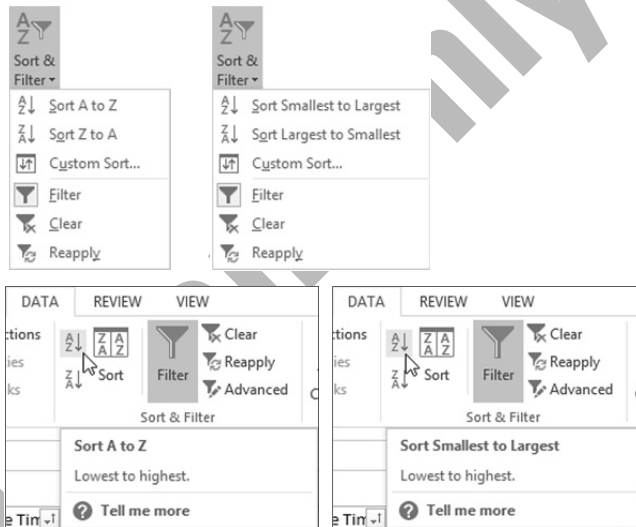 Sort &
Filter
Sort A to Z
Sort Z to A
Custom Sort...
Filter
Clear
Reapply
Sort &
Filter
Sort Smallest to Largest
Sort Largest to Smallest
Custom Sort...
Filter
Clear
Reapply
DATA REVIEW VIEW
Sort
Filter
Clear
Reapply
Advanced
Sort & Filter
Sort A to Z
Lowest to highest.
Tell me more
DATA REVIEW VIEW
Sort
Filter
Clear
Reapply
Advanced
Sort & Filter
Sort Smallest to Largest
Lowest to highest.
Tell me more